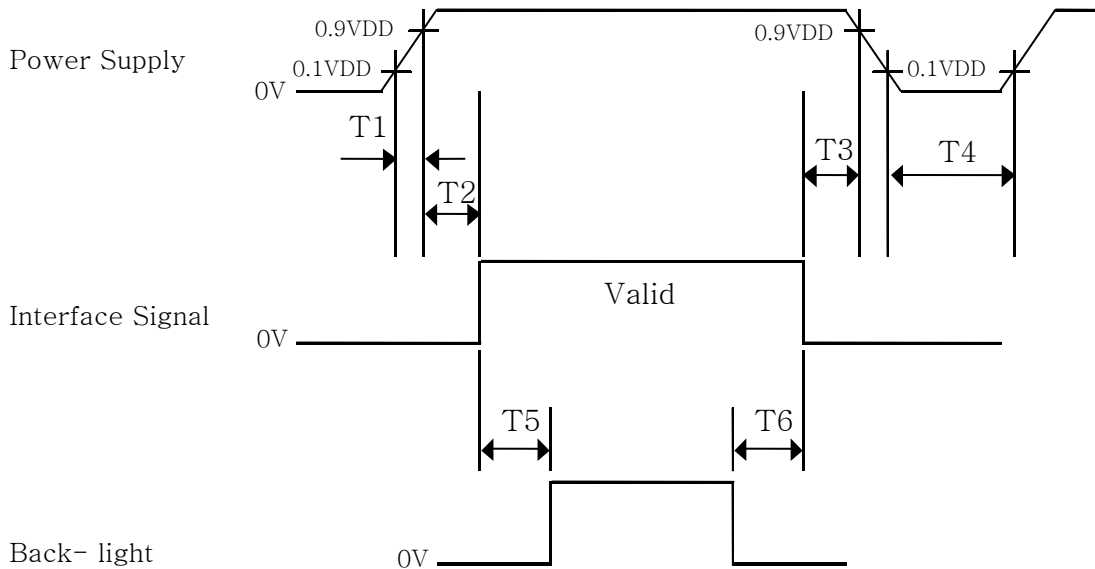 0.9VDD
0.9VDD
Power Supply
0.1VDD
0.1VDD
0V
T1
T3
T4
T2
Valid
Interface Signal
0V
T5
T6
Back- light
0V